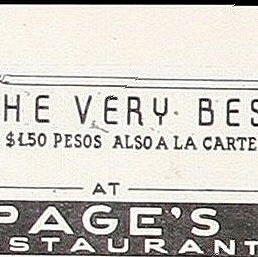 HE VERY BES
$1.50 PESOS ALSO A LA CARTE
AT
PAGE'S
STAURANT